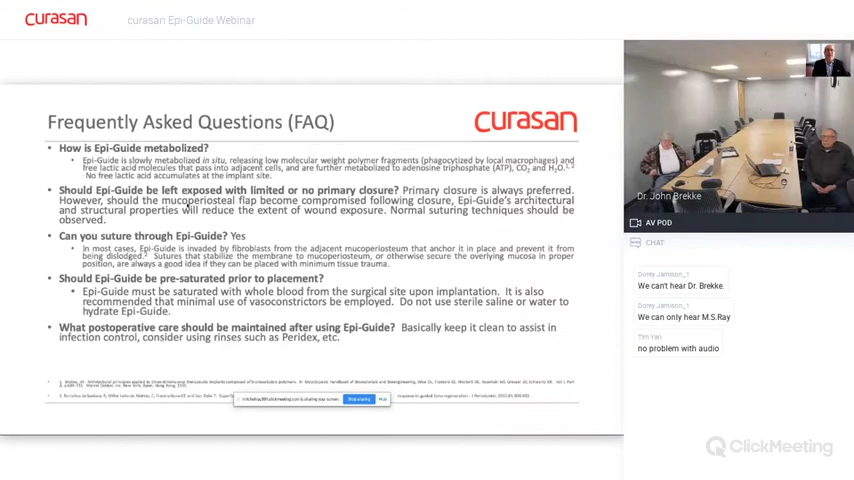 curasan
curasan Epi-Guide Webinar
Frequently Asked Questions (FAQ)
curasan
• How is Epi-Guide metabolized?
• Epi-Guide is slowly metabolized in situ, releasing low molecular weight polymer fragments (phagocytized by local macrophages) and
free lactic acid molecules that pass into adjacent cells, and are further metabolized to adenosine triphosphate (ATP), CO2 and H2O.1, 2
No free lactic acid accumulates at the implant site.
• Should Epi-Guide be left exposed with limited or no primary closure? Primary closure is always preferred.
However, should the mucoperiosteal flap become compromised following closure, Epi-Guide's architectural
and structural properties will reduce the extent of wound exposure. Normal suturing techniques should be
observed.
• Can you suture through Epi-Guide? Yes
• In most cases, Epi-Guide is invaded by fibroblasts from the adjacent mucoperiosteum that anchor it in place and prevent it from
being dislodged.2 Sutures that stabilize the membrane to mucoperiosteum, or otherwise secure the overlying mucosa in proper
position, are always a good idea if they can be placed with minimum tissue trauma.
• Should Epi-Guide be pre-saturated prior to placement?
• Epi-Guide must be saturated with whole blood from the surgical site upon implantation. It is also
recommended that minimal use of vasoconstrictors be employed. Do not use sterile saline or water to
hydrate Epi-Guide.
• What postoperative care should be maintained after using Epi-Guide? Basically keep it clean to assist in
infection control, consider using rinses such as Peridex, etc.
is sharing your screen.
Stop sharing
Hide
response in guided bone regeneration. J Periodontol,
Dr. John Brekke
AV POD
CHAT
Dorey Jamison_1
We can't hear Dr. Brekke.
Dorey Jamison_1
We can only hear M.S.Ray
Tim Yan
no problem with audio
ClickMeeting